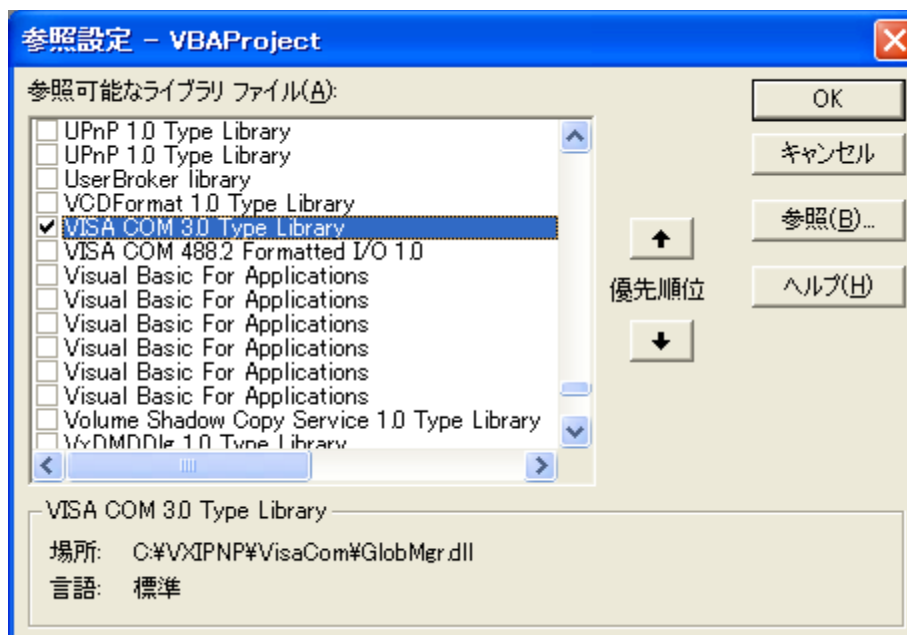 参照設定 - VBAProject
参照可能なライブラリ ファイル(A):
UPnP 1.0 Type Library
UPnP 1.0 Type Library
UserBroker library
VCDFormat 1.0 Type Library
VISA COM 3.0 Type Library
VISA COM 488.2 Formatted I/O 1.0
Visual Basic For Applications
Visual Basic For Applications
Visual Basic For Applications
Visual Basic For Applications
Visual Basic For Applications
Visual Basic For Applications
Volume Shadow Copy Service 1.0 Type Library
VxDMDDlg 1.0 Type Library
優先順位
OK
キャンセル
参照(B)...
ヘルプ(H)
VISA COM 3.0 Type Library
場所: C:¥VXIPNP¥VisaCom¥GlobMgr.dll
言語: 標準